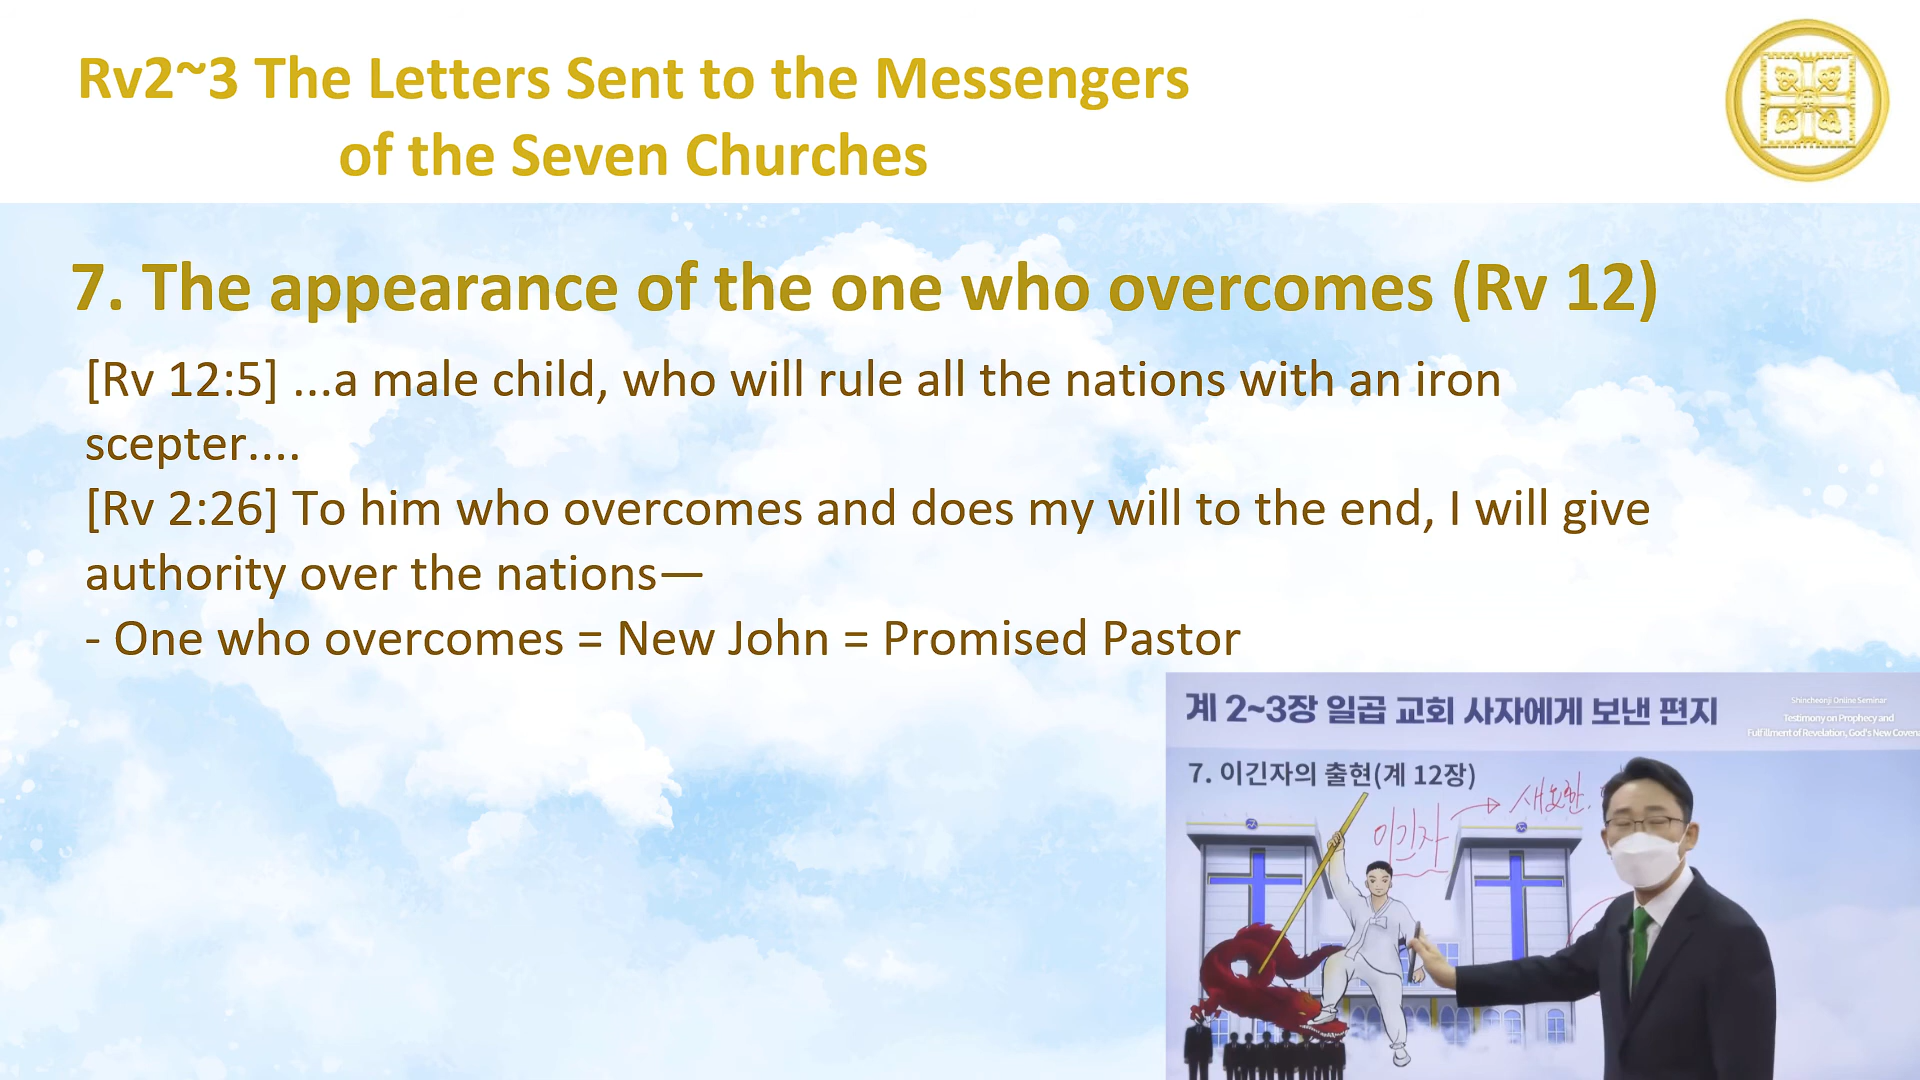 Rv2~3 The Letters Sent to the Messengers
of the Seven Churches
7. The appearance of the one who overcomes (Rv 12)
[Rv 12:5] ...a male child, who will rule all the nations with an iron
scepter....
[Rv 2:26] To him who overcomes and does my will to the end, I will give
authority over the nations—
- One who overcomes = New John = Promised Pastor
계 2~3장 일곱 교회 사자에게 보낸 편지
Shincheonji Online Seminar
Testimony on Prophecy and
Fulfillment of Revelation, God's New
7. 이긴자의 출현(계 12장)
이긴자 → 새요한,